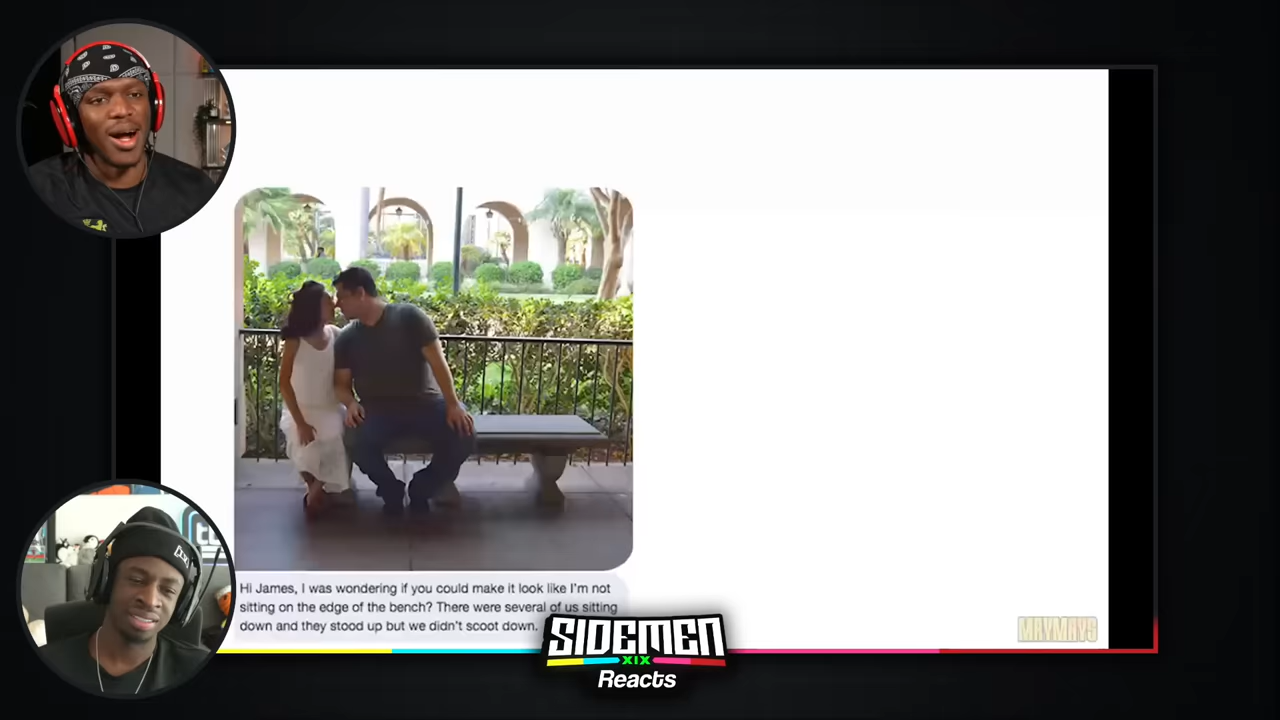 Hi James, I was wondering if you could make it look like I'm not
sitting on the edge of the bench? There were several of us sitting
down and they stood up but we didn't scoot down.
MAYMAYS
SIDEMEN
XIX
Reacts